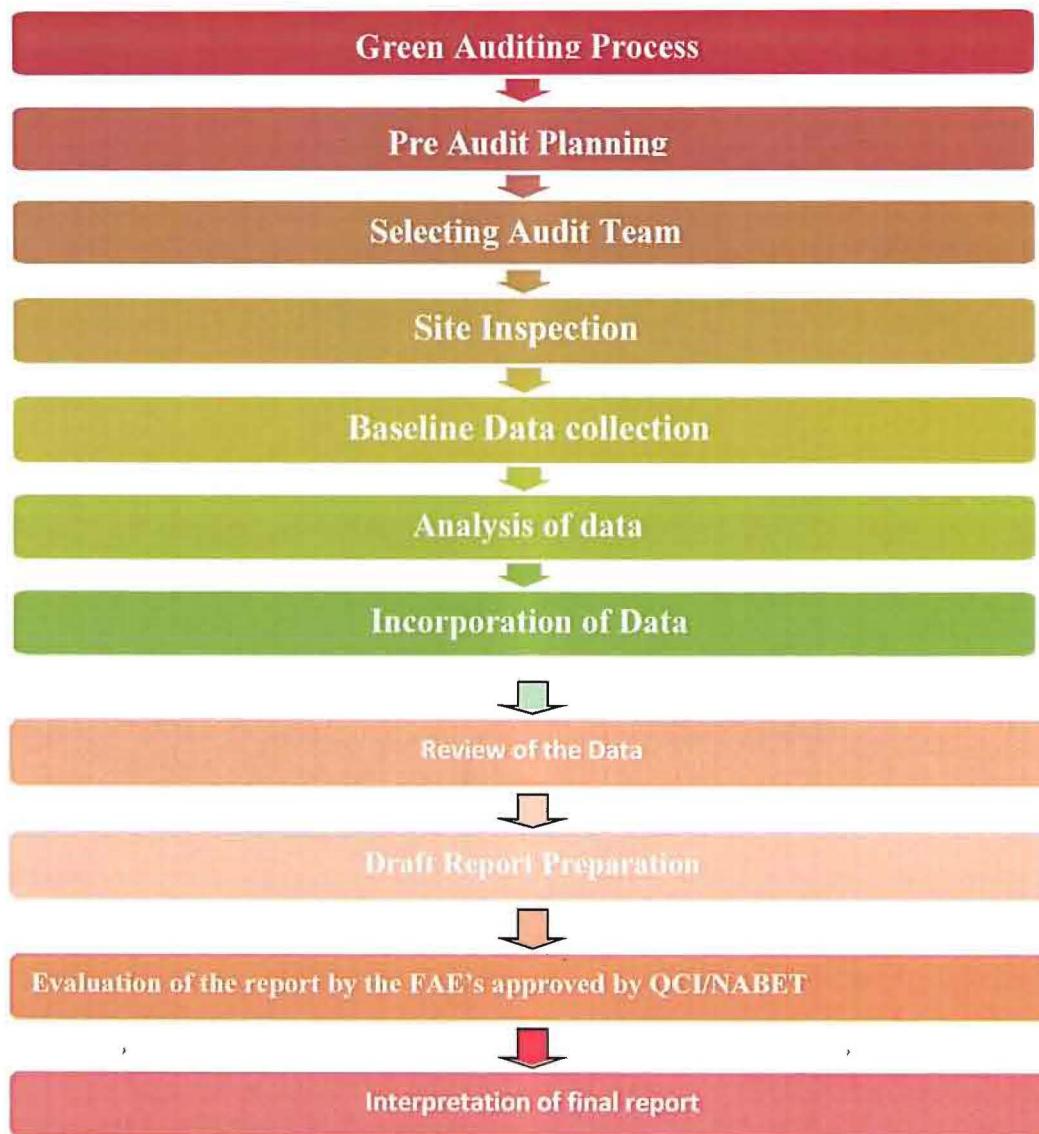 Green Auditing Process
Pre Audit Planning
Selecting Audit Team
Site Inspection
Baseline Data collection
Analysis of data
Incorporation of Data
Review of the Data
Draft Report Preparation
Evaluation of the report by the FAE's approved by QCI/NABET
Interpretation of final report